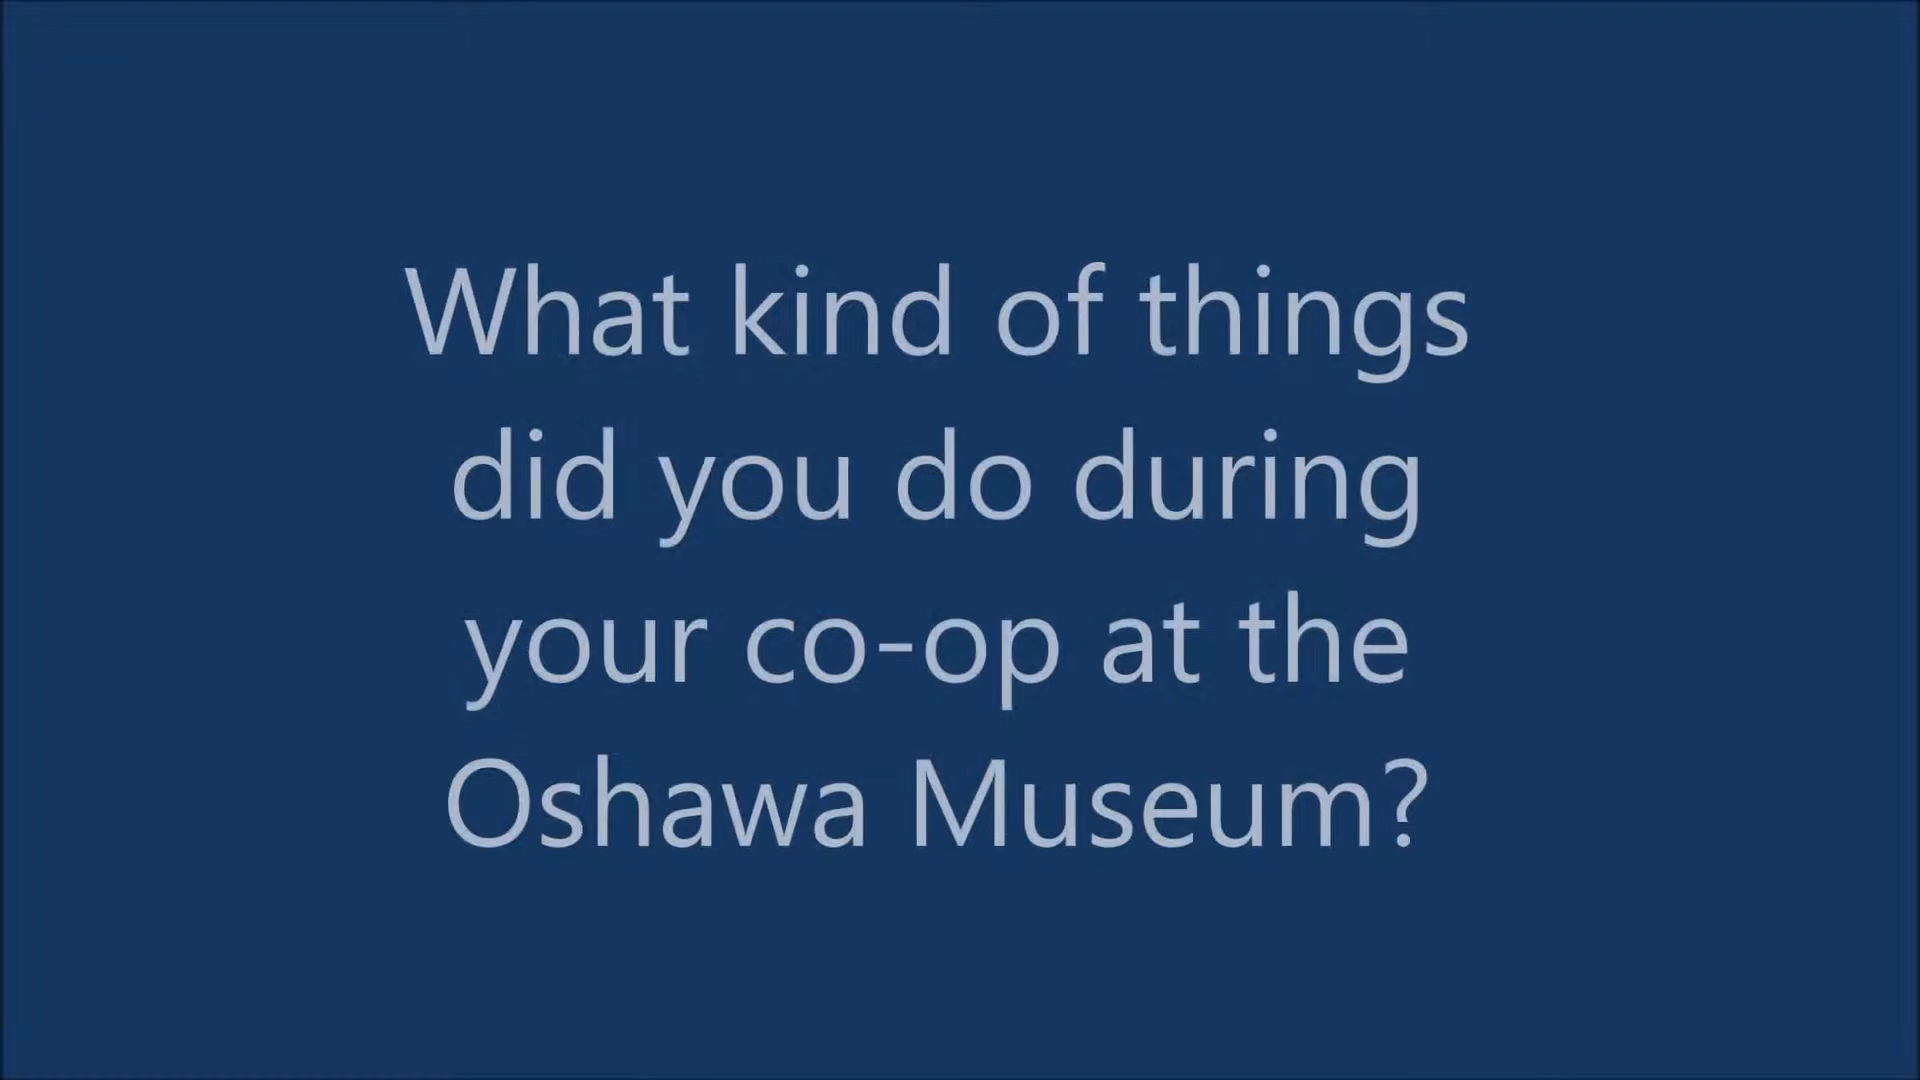 What kind of things
did you do during
your co-op at the
Oshawa Museum?